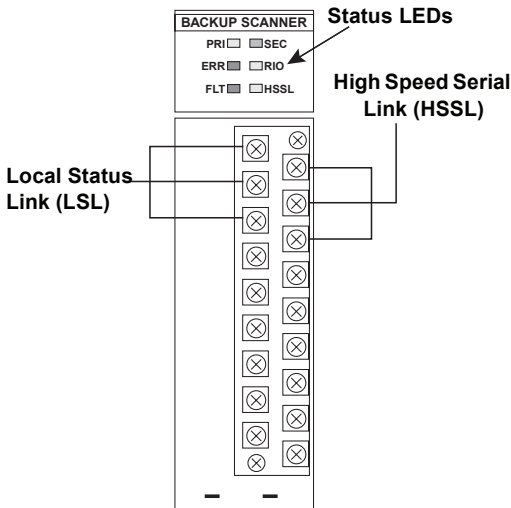 BACKUP SCANNER
PRI SEC
ERR RIO
FLT HSSL
Status LEDs
High Speed Serial
Link (HSSL)
Local Status
Link (LSL)